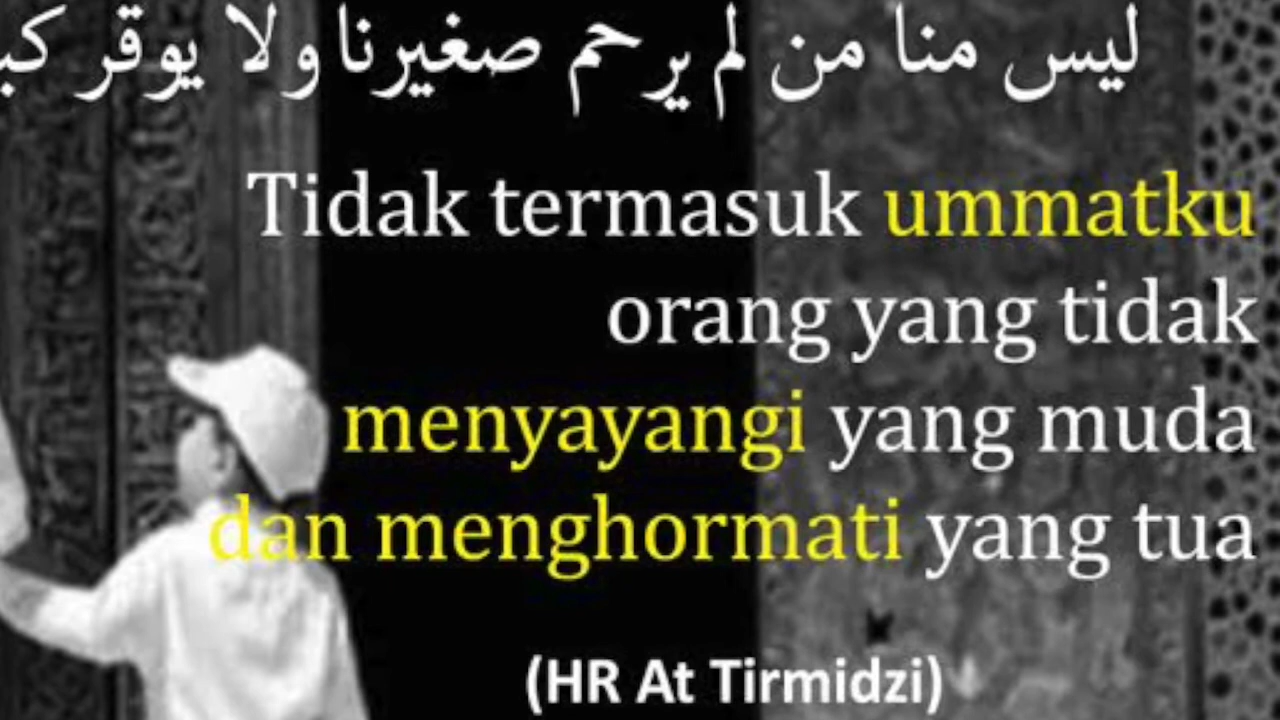 ليس منا من لم يرحم صغيرنا ولا يوقر
Tidak termasuk ummatku
orang yang tidak
menyayangi yang muda
dan menghormati yang tua
(HR At Tirmidzi)